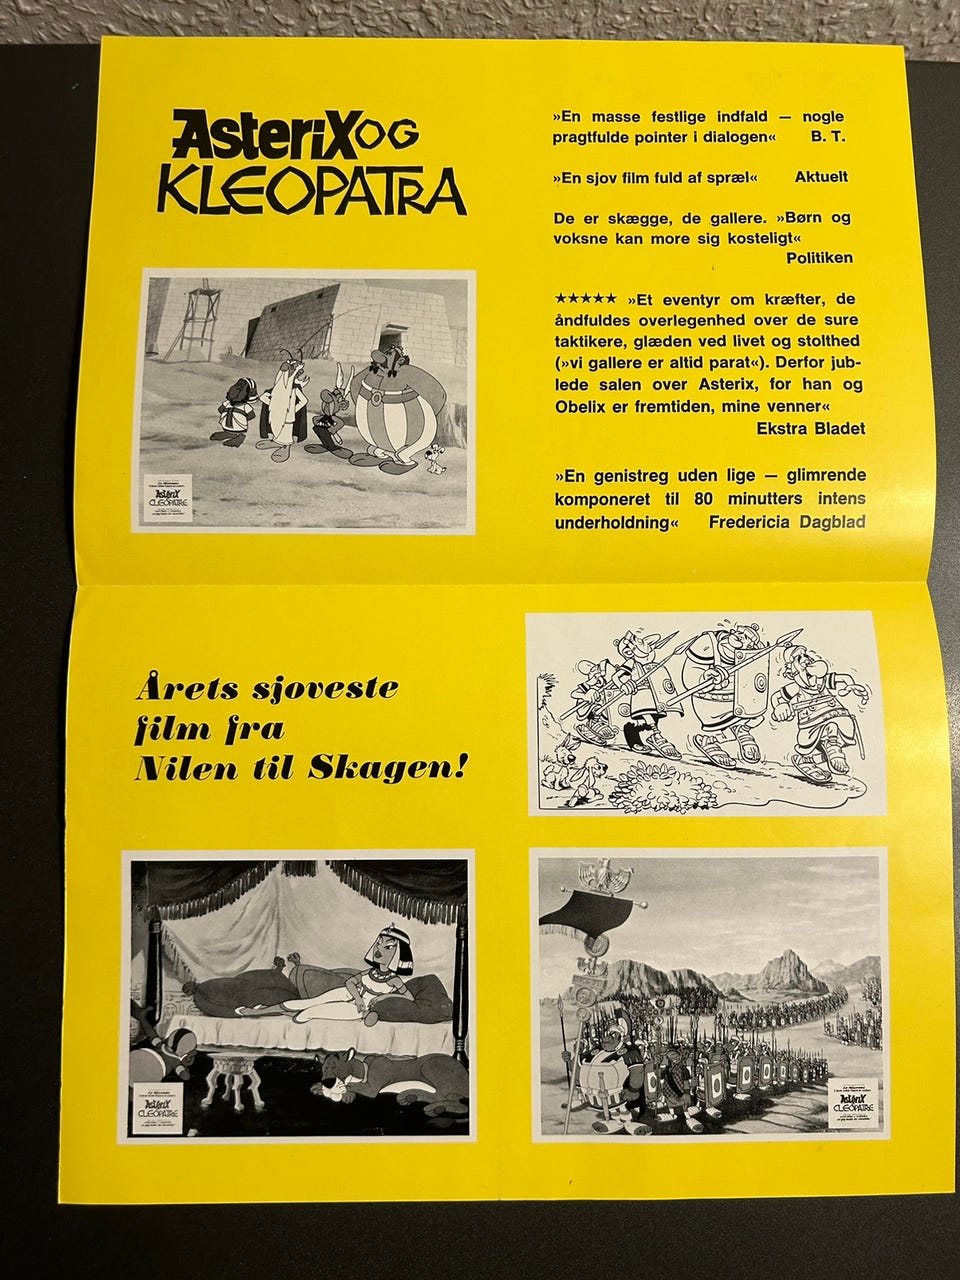 AsteriX OG
KLEOPATRA
»En masse festlige indfald — nogle
pragtfulde pointer i dialogen« B. T.
»En sjov film fuld af spræl« Aktuelt
De er skægge, de gallere. »Børn og
voksne kan more sig kosteligt«
Politiken
★★★★★ »Et eventyr om kræfter, de
åndfuldes overlegenhed over de sure
taktikere, glæden ved livet og stolthed
(»vi gallere er altid parat«). Derfor jub-
lede salen over Asterix, for han og
Obelix er fremtiden, mine venner«
Ekstra Bladet
»En genistreg uden lige — glimrende
komponeret til 80 minutters intens
underholdning« Fredericia Dagblad
AsteriX
CLEOPATRE
Årets sjoveste
film fra
Nilen til Skagen!
AsteriX
CLEOPATRE
AsteriX
CLEOPATRE